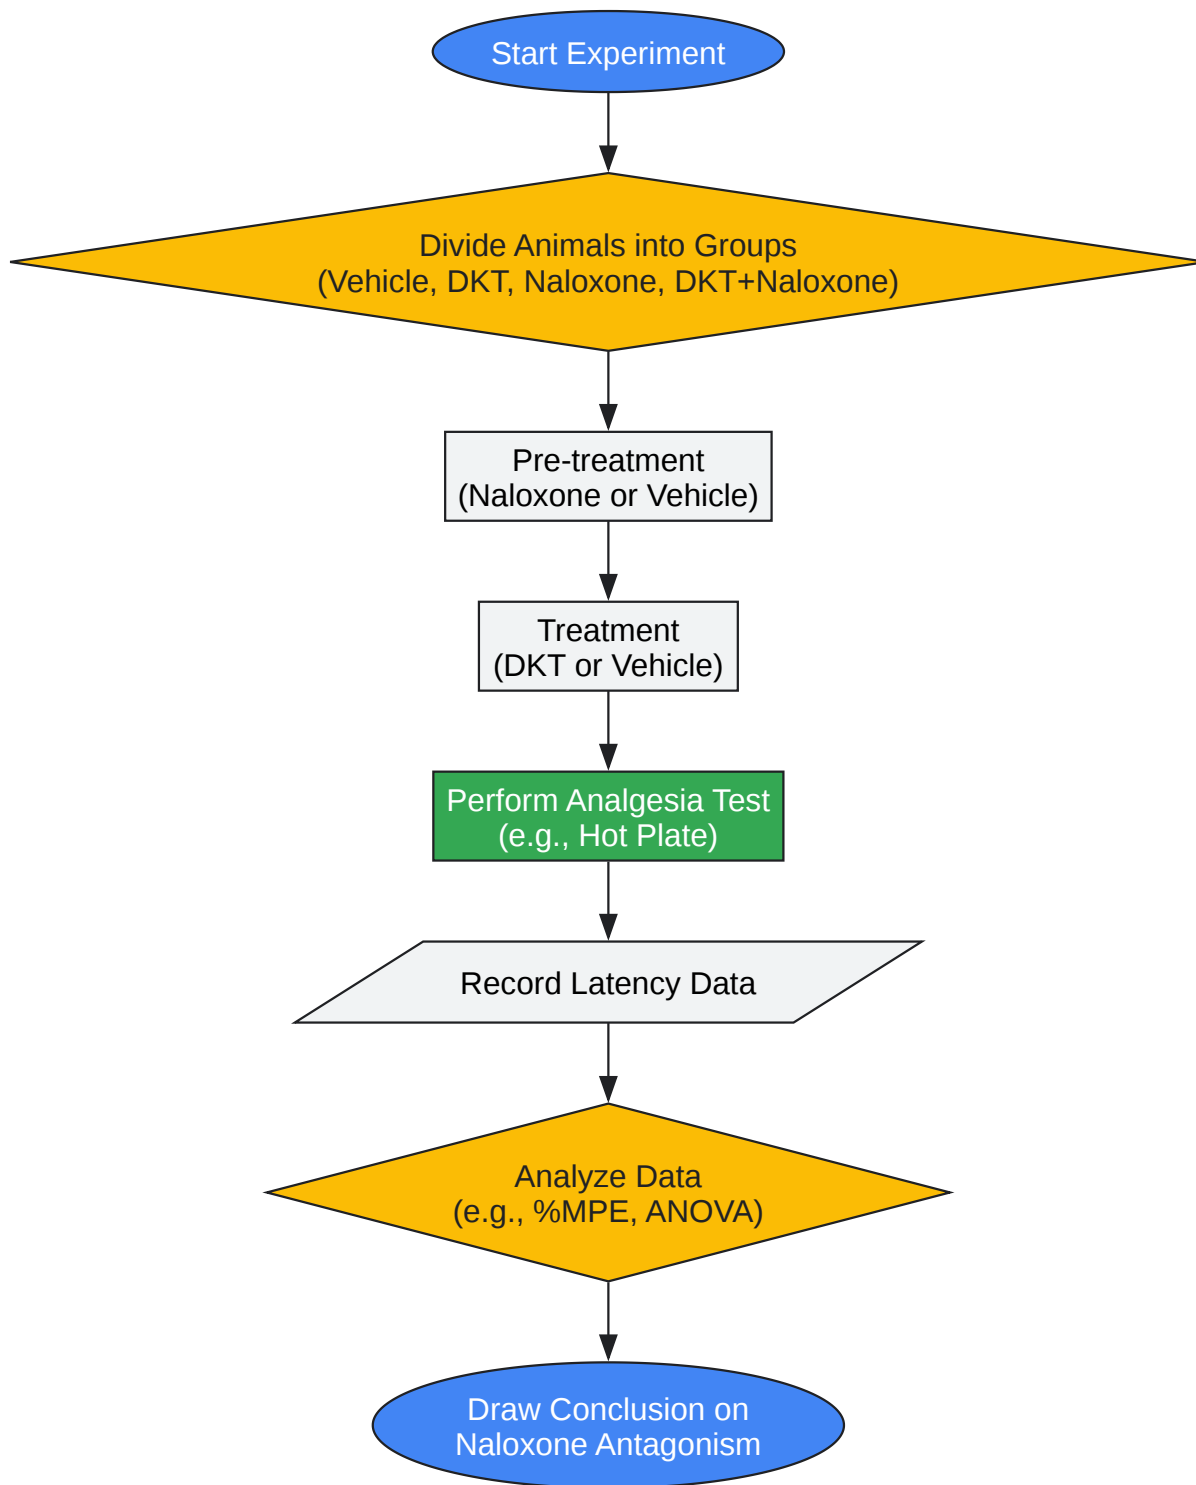 Start Experiment
Divide Animals into Groups
(Vehicle, DKT, Naloxone, DKT+Naloxone)
Pre-treatment
(Naloxone or Vehicle)
Treatment
(DKT or Vehicle)
Perform Analgesia Test
(e.g., Hot Plate)
Record Latency Data
Analyze Data
(e.g., %MPE, ANOVA)
Draw Conclusion on
Naloxone Antagonism